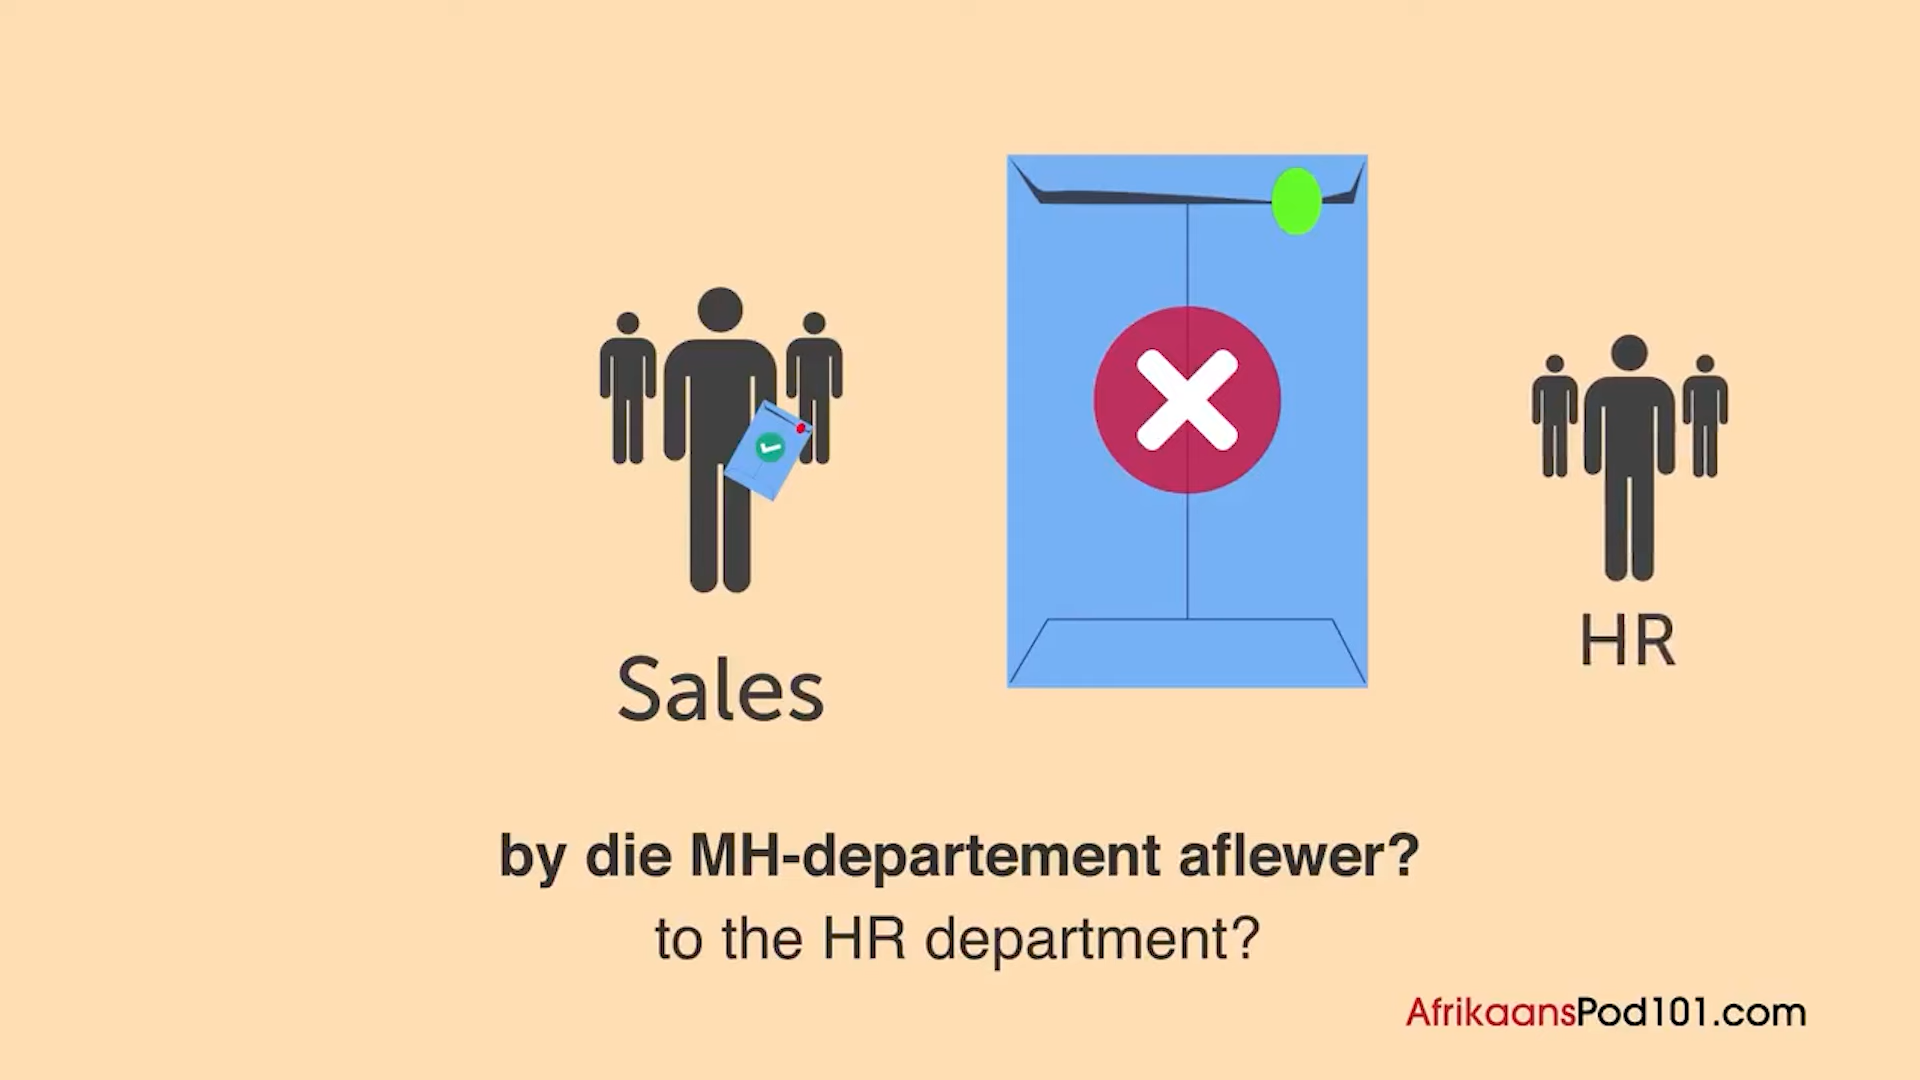 Sales
HR
by die MH-departement aflewer?
to the HR department?
AfrikaansPod101.com